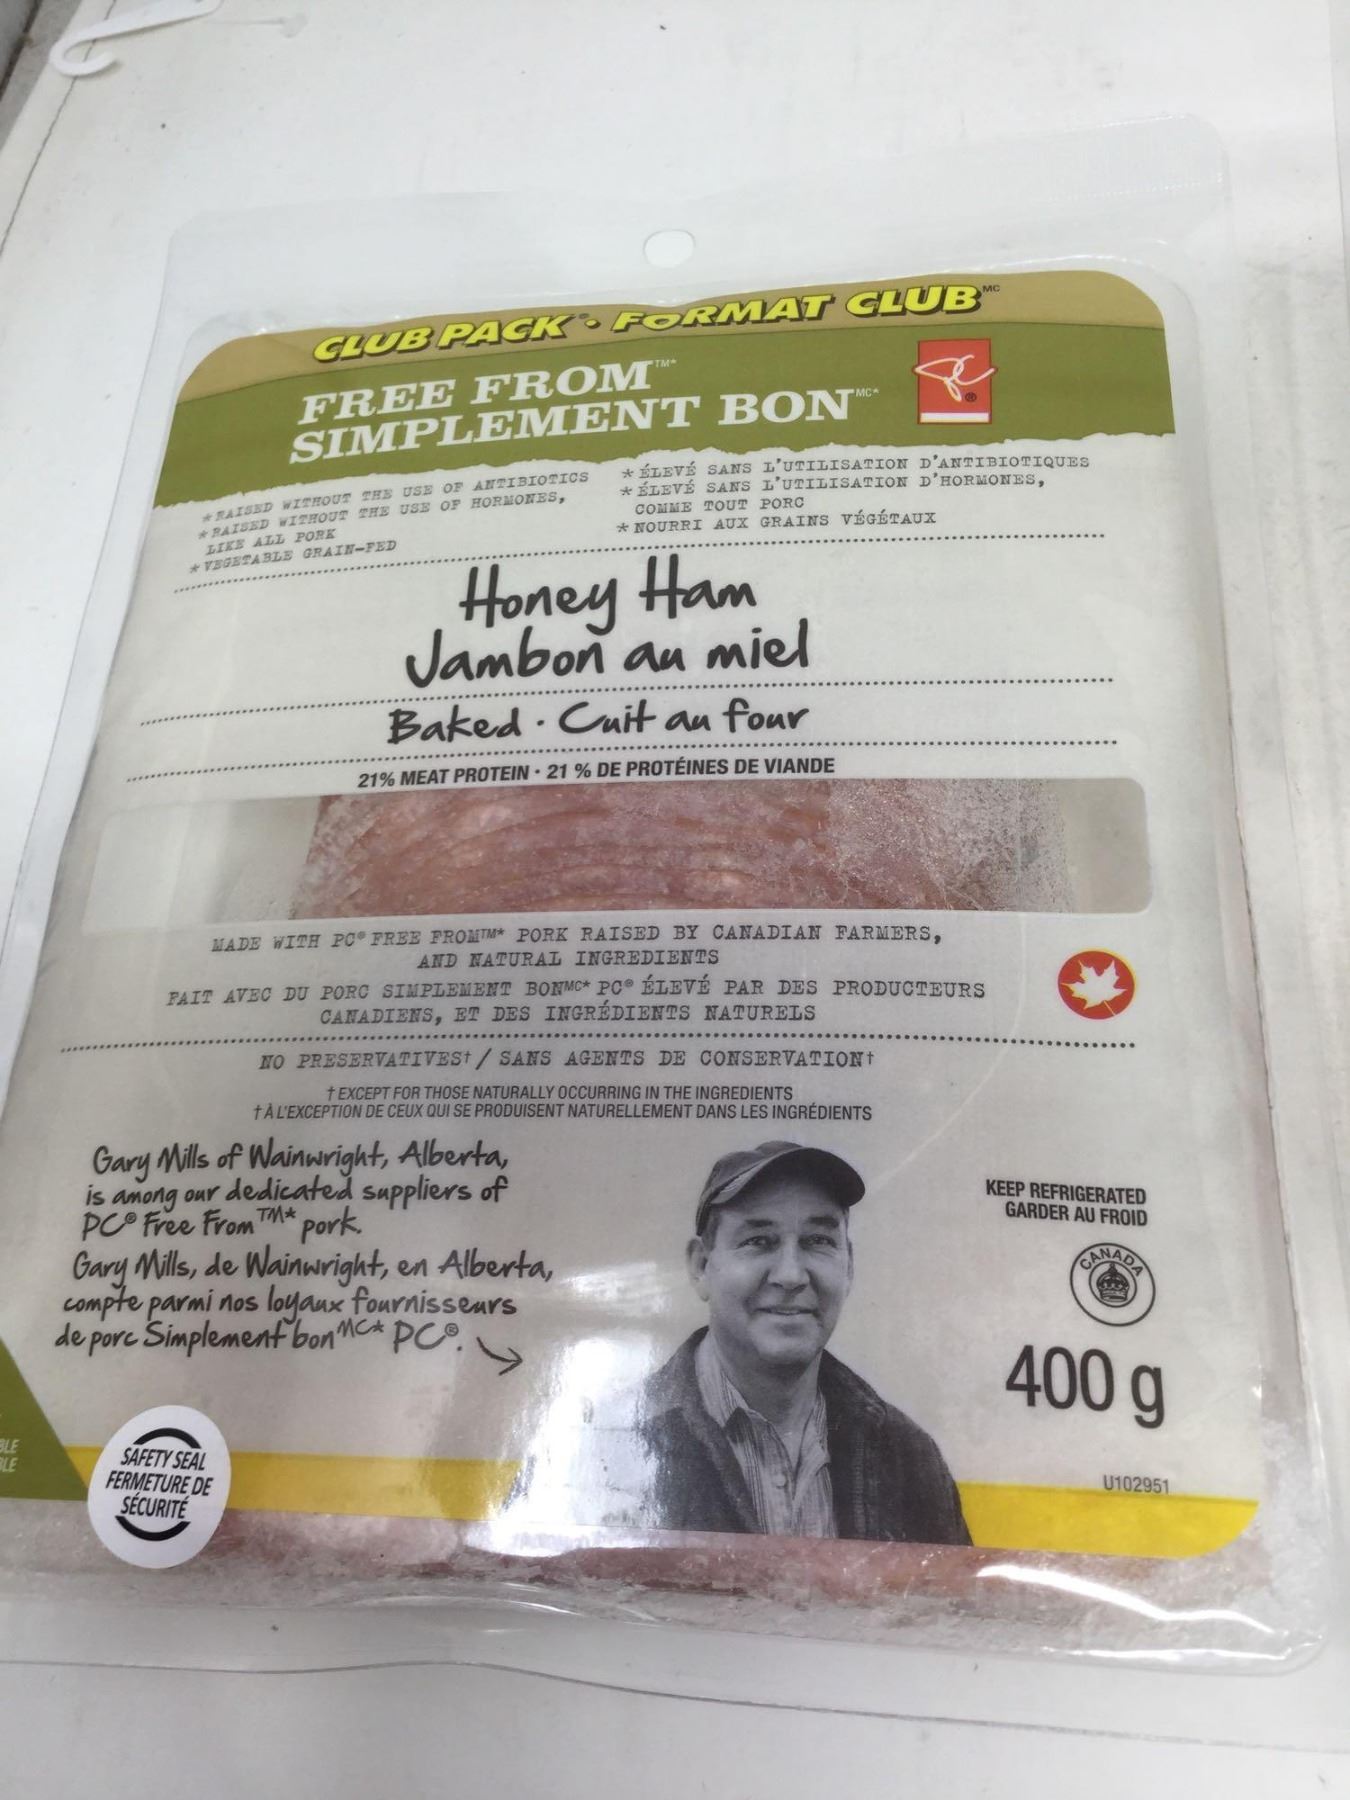 CLUB PACK® • FORMAT CLUB MC
FREE FROM™*
SIMPLEMENT BON MC*
* RAISED WITHOUT THE USE OF ANTIBIOTICS
* RAISED WITHOUT THE USE OF HORMONES,
LIKE ALL PORK
* VEGETABLE GRAIN-FED
* ÉLEVÉ SANS L'UTILISATION D'ANTIBIOTIQUES
* ÉLEVÉ SANS L'UTILISATION D'HORMONES,
COMME TOUT PORC
* NOURRI AUX GRAINS VÉGÉTAUX
PC®
Honey Ham
Jambon au miel
Baked · Cuit au four
21% MEAT PROTEIN · 21 % DE PROTÉINES DE VIANDE
MADE WITH PC® FREE FROM™* PORK RAISED BY CANADIAN FARMERS,
AND NATURAL INGREDIENTS
FAIT AVEC DU PORC SIMPLEMENT BONMC* PC® ÉLEVÉ PAR DES PRODUCTEURS
CANADIENS, ET DES INGRÉDIENTS NATURELS
NO PRESERVATIVES† / SANS AGENTS DE CONSERVATION†
† EXCEPT FOR THOSE NATURALLY OCCURRING IN THE INGREDIENTS
† À L'EXCEPTION DE CEUX QUI SE PRODUISENT NATURELLEMENT DANS LES INGRÉDIENTS
Gary Mills of Wainwright, Alberta,
is among our dedicated suppliers of
PC® Free From™* pork.
Gary Mills, de Wainwright, en Alberta,
compte parmi nos loyaux fournisseurs
de porc Simplement bon MC* PC®.
KEEP REFRIGERATED
GARDER AU FROID
CANADA
400 g
U102951
SAFETY SEAL
FERMETURE DE
SÉCURITÉ